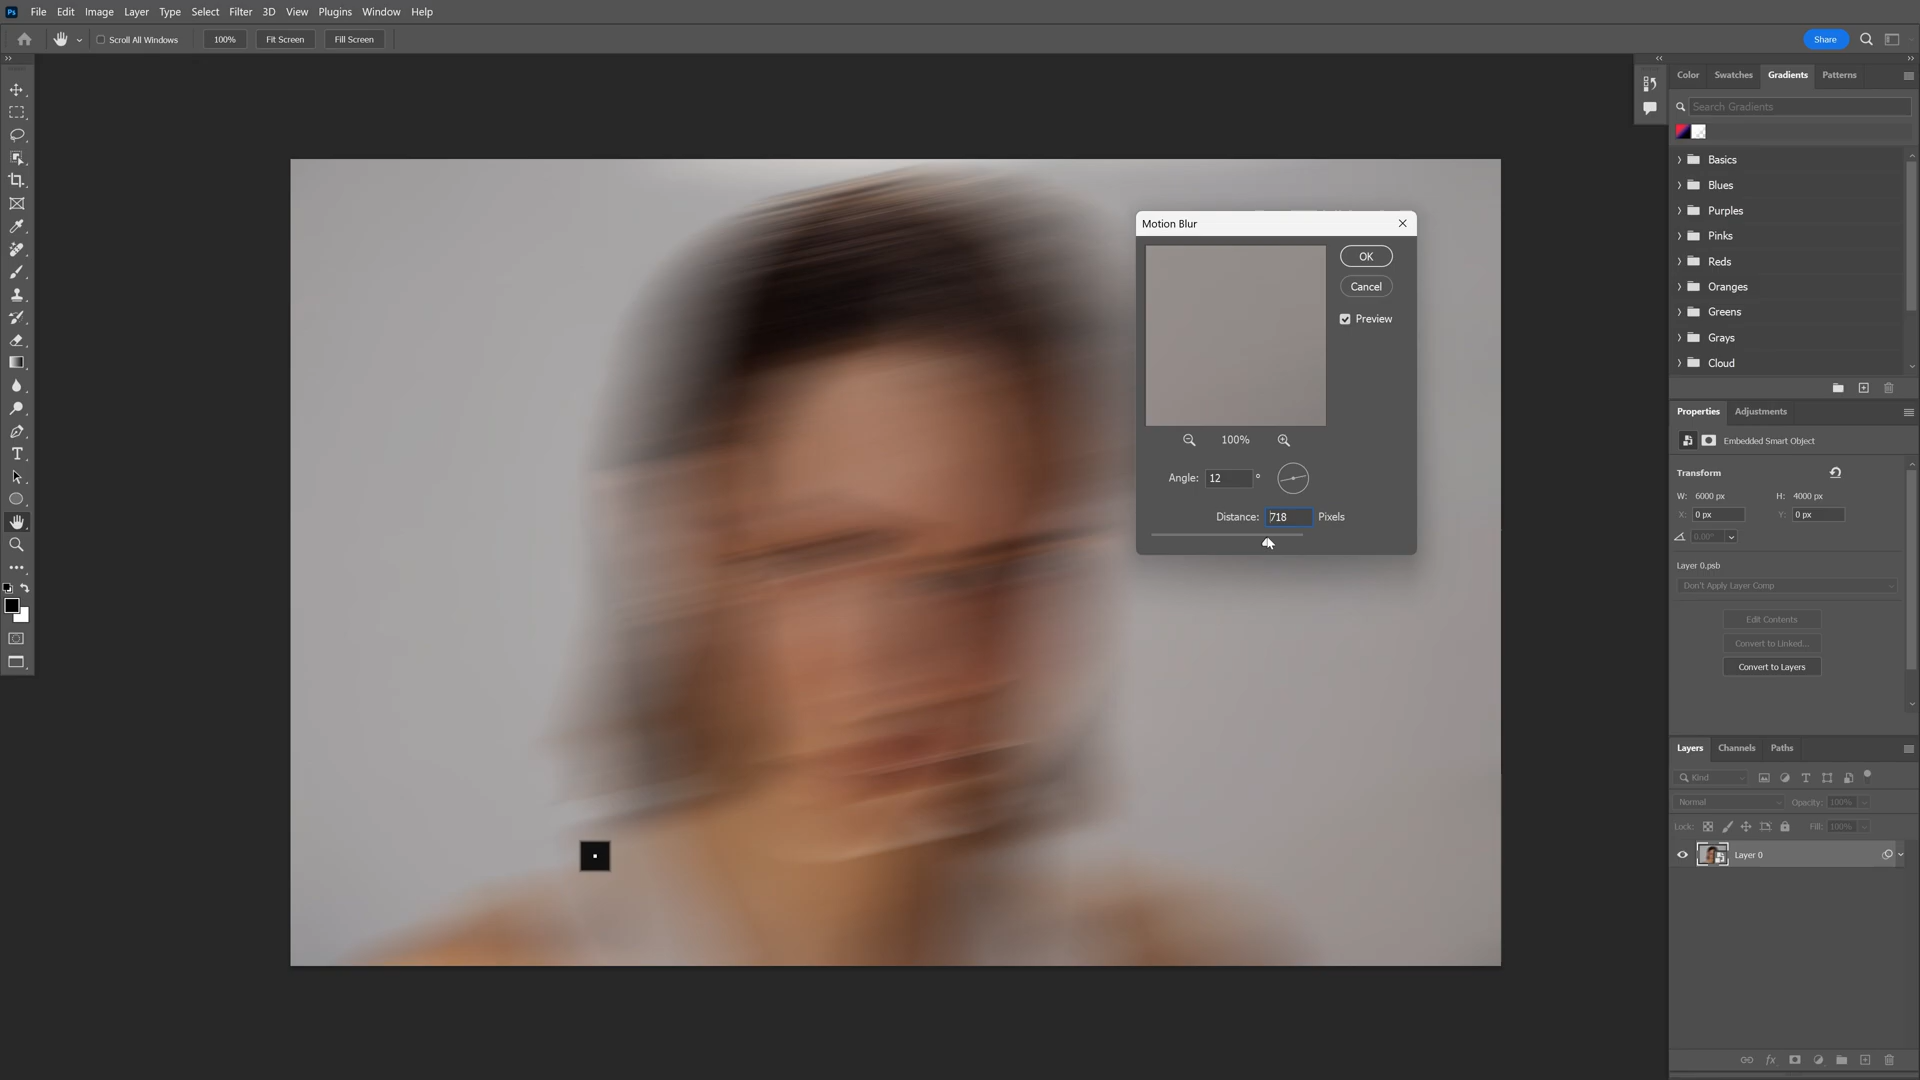 Ps File Edit Image Layer Type Select Filter 3D View Plugins Window Help
Scroll All Windows 100% Fit Screen Fill Screen Share
Color Swatches Gradients Patterns
Search Gradients
Basics
Blues
Purples
Pinks
Reds
Oranges
Greens
Grays
Cloud
Motion Blur
OK
Cancel
Preview
100%
Angle: 12 °
Distance: 718 Pixels
Properties Adjustments
Embedded Smart Object
Transform
W: 6000 px H: 4000 px
X: 0 px Y: 0 px
0.00°
Layer 0.psb
Don't Apply Layer Comp
Edit Contents
Convert to Linked...
Convert to Layers
Layers Channels Paths
Kind
Normal Opacity: 100%
Lock: Fill: 100%
Layer 0
fx